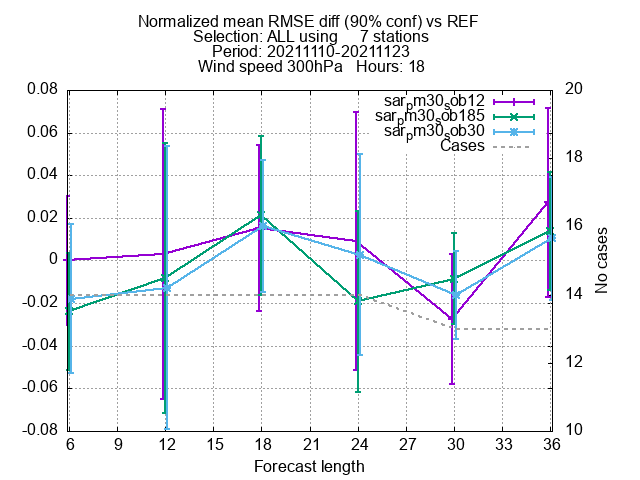 Normalized mean RMSE diff (90% conf) vs REF
Selection: ALL using     7 stations
Period: 20211110-20211123
Wind speed 300hPa   Hours: 18
sar_pm30_sob12
sar_pm30_sob185
sar_pm30_sob30
Cases
0.08
0.06
0.04
0.02
0
-0.02
-0.04
-0.06
-0.08
20
18
16
14
12
10
No cases
6 9 12 15 18 21 24 27 30 33 36
Forecast length